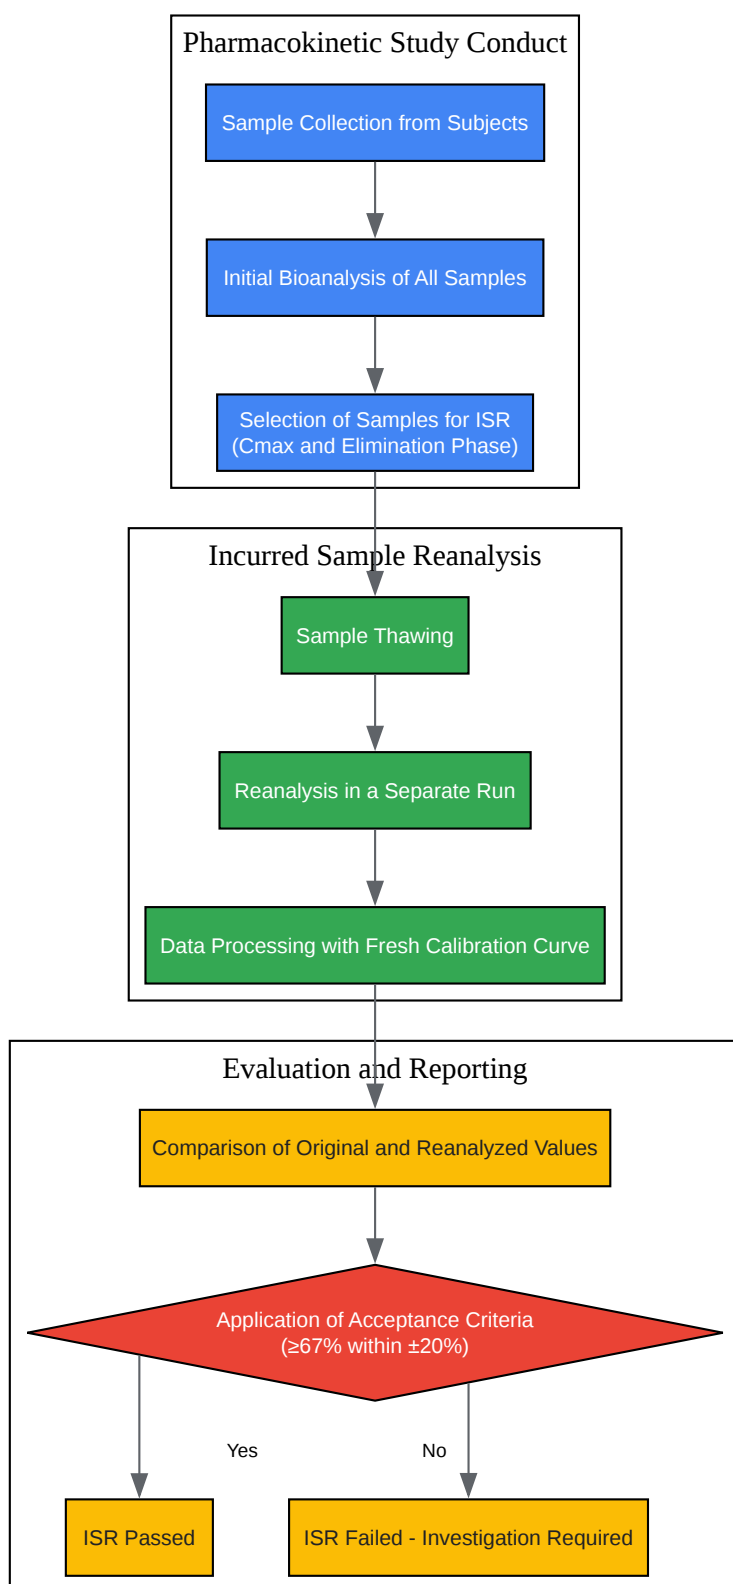 Pharmacokinetic Study Conduct
Sample Collection from Subjects
Initial Bioanalysis of All Samples
Selection of Samples for ISR
(Cmax and Elimination Phase)
Incurred Sample Reanalysis
Sample Thawing
Reanalysis in a Separate Run
Data Processing with Fresh Calibration Curve
Evaluation and Reporting
Comparison of Original and Reanalyzed Values
Application of Acceptance Criteria
(≥67% within ±20%)
Yes
No
ISR Passed
ISR Failed - Investigation Required